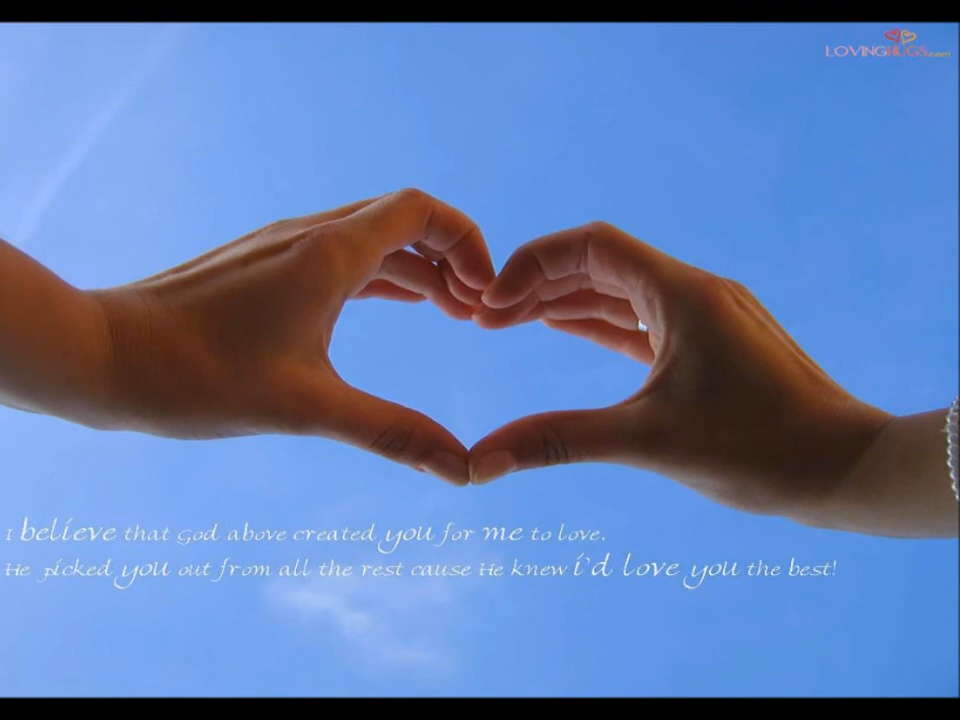 LOVINGHUGS.com
I believe that God above created you for me to love.
He picked you out from all the rest cause He knew i'd love you the best!